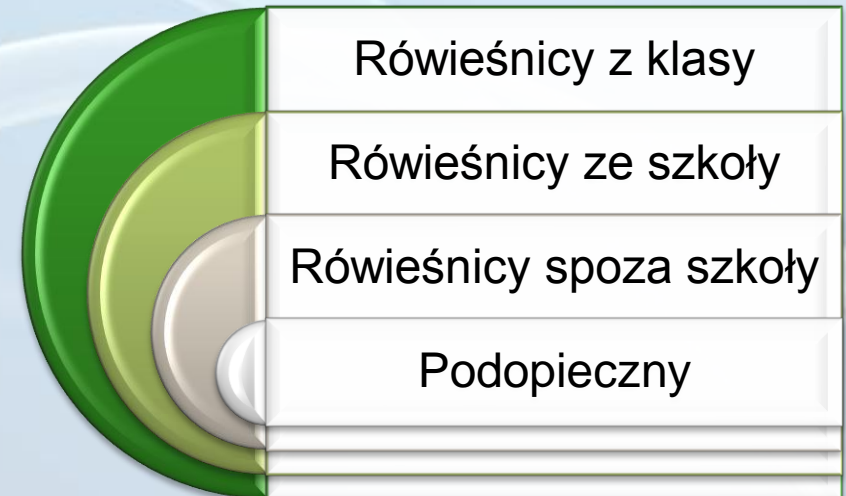 Rówieśnicy z klasy
Rówieśnicy ze szkoły
Rówieśnicy spoza szkoły
Podopieczny